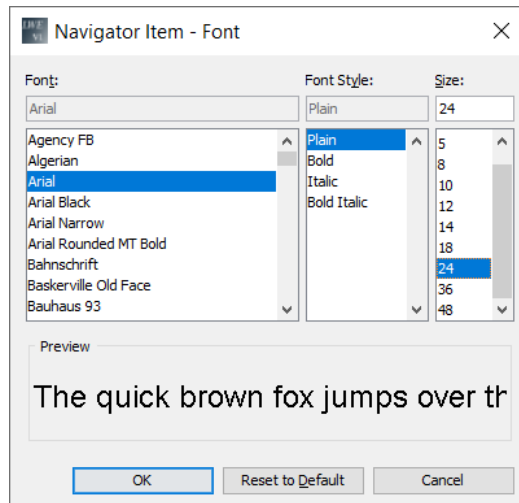 LIVE
VI
Navigator Item - Font
Font:
Font Style:
Size:
Arial
Plain
24
Agency FB
Algerian
Arial
Arial Black
Arial Narrow
Arial Rounded MT Bold
Bahnschrift
Baskerville Old Face
Bauhaus 93
Plain
Bold
Italic
Bold Italic
5
8
10
12
14
18
24
36
48
Preview
The quick brown fox jumps over th
OK
Reset to Default
Cancel